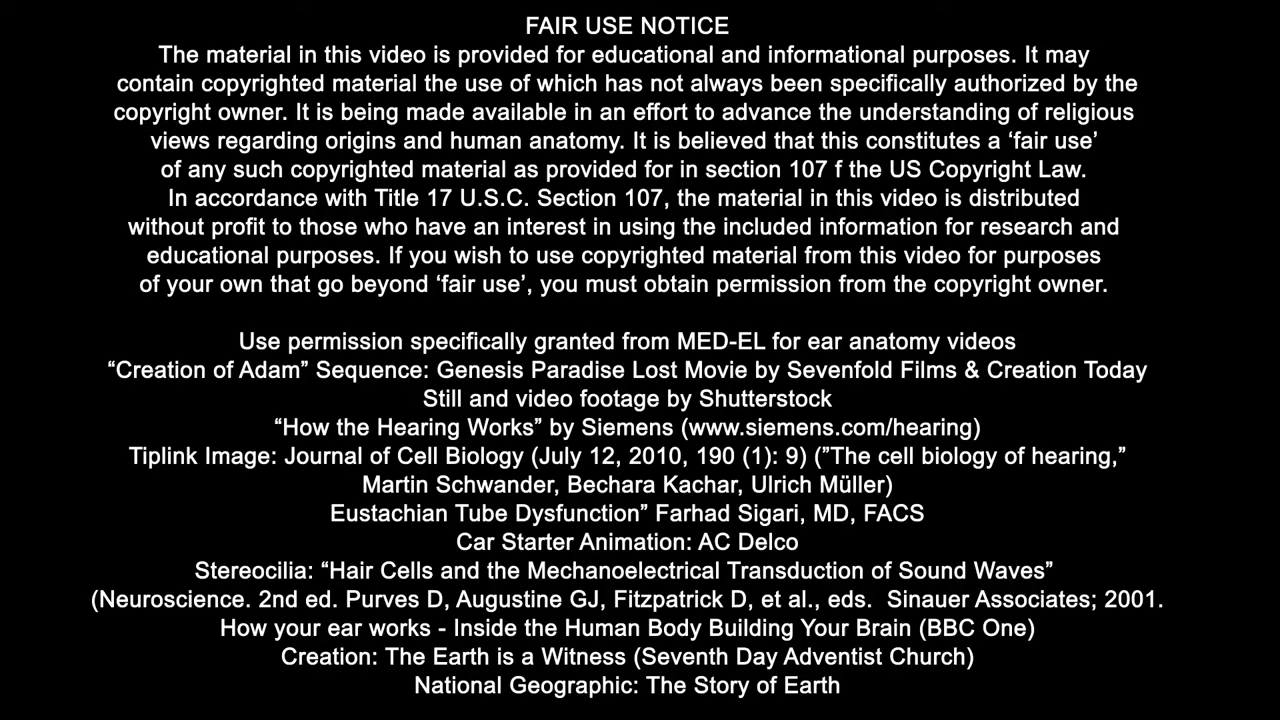 FAIR USE NOTICE
The material in this video is provided for educational and informational purposes. It may
contain copyrighted material the use of which has not always been specifically authorized by the
copyright owner. It is being made available in an effort to advance the understanding of religious
views regarding origins and human anatomy. It is believed that this constitutes a ‘fair use’
of any such copyrighted material as provided for in section 107 f the US Copyright Law.
In accordance with Title 17 U.S.C. Section 107, the material in this video is distributed
without profit to those who have an interest in using the included information for research and
educational purposes. If you wish to use copyrighted material from this video for purposes
of your own that go beyond ‘fair use’, you must obtain permission from the copyright owner.
Use permission specifically granted from MED-EL for ear anatomy videos
“Creation of Adam” Sequence: Genesis Paradise Lost Movie by Sevenfold Films & Creation Today
Still and video footage by Shutterstock
“How the Hearing Works” by Siemens (www.siemens.com/hearing)
Tiplink Image: Journal of Cell Biology (July 12, 2010, 190 (1): 9) (”The cell biology of hearing,”
Martin Schwander, Bechara Kachar, Ulrich Müller)
Eustachian Tube Dysfunction” Farhad Sigari, MD, FACS
Car Starter Animation: AC Delco
Stereocilia: “Hair Cells and the Mechanoelectrical Transduction of Sound Waves”
(Neuroscience. 2nd ed. Purves D, Augustine GJ, Fitzpatrick D, et al., eds.  Sinauer Associates; 2001.
How your ear works - Inside the Human Body Building Your Brain (BBC One)
Creation: The Earth is a Witness (Seventh Day Adventist Church)
National Geographic: The Story of Earth